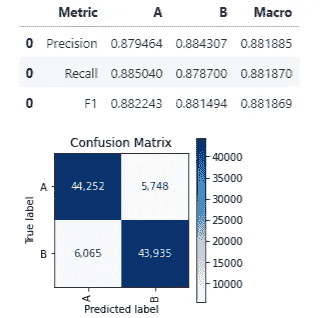 Metric A B Macro
0 Precision 0.879464 0.884307 0.881885
0 Recall 0.885040 0.878700 0.881870
0 F1 0.882243 0.881494 0.881869
Confusion Matrix
True label
A 44,252 5,748
B 6,065 43,935
A B
Predicted label
40000
35000
30000
25000
20000
15000
10000